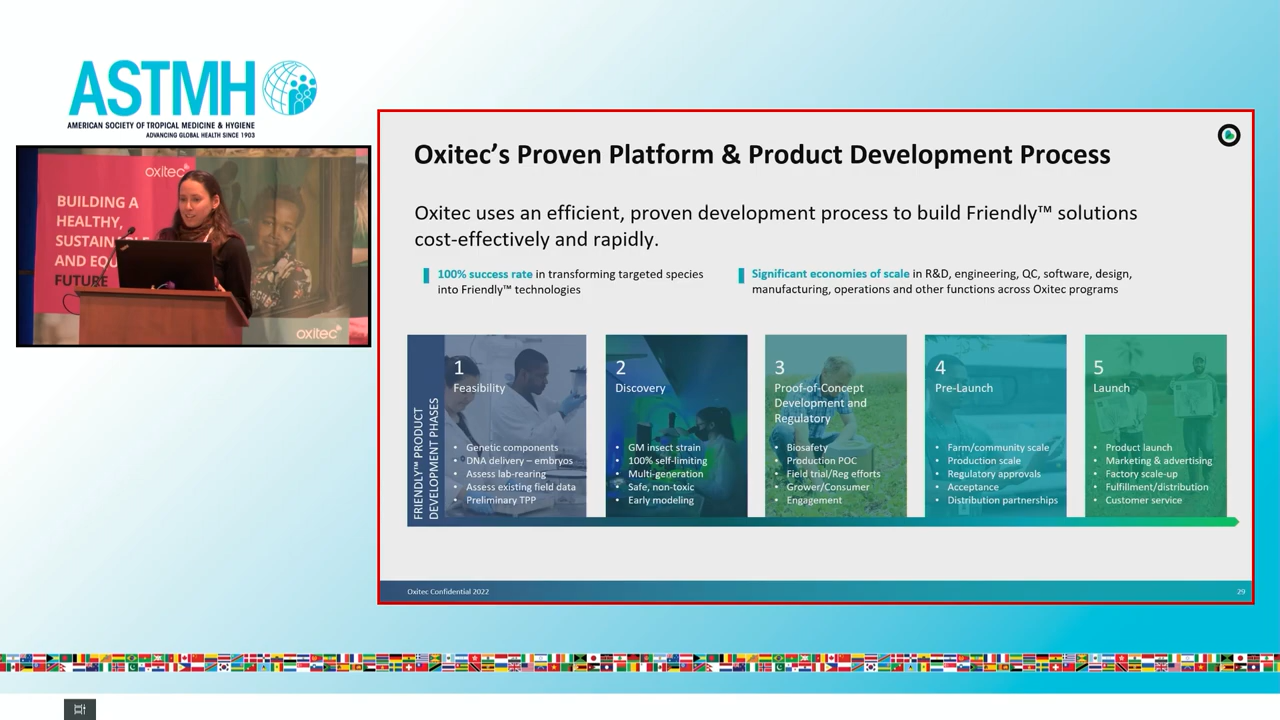 ASTMH
AMERICAN SOCIETY OF TROPICAL MEDICINE & HYGIENE
ADVANCING GLOBAL HEALTH SINCE 1903
oxitec
BUILDING A
HEALTHY,
SUSTAINABLE
AND EQU
FUTURE
oxitec
Oxitec's Proven Platform & Product Development Process
Oxitec uses an efficient, proven development process to build Friendly™ solutions
cost-effectively and rapidly.
100% success rate in transforming targeted species
into Friendly™ technologies
Significant economies of scale in R&D, engineering, QC, software, design,
manufacturing, operations and other functions across Oxitec programs
FRIENDLY™ PRODUCT
DEVELOPMENT PHASES
1
Feasibility
• Genetic components
• DNA delivery – embryos
• Assess lab-rearing
• Assess existing field data
• Preliminary TPP
2
Discovery
• GM insect strain
• 100% self-limiting
• Multi-generation
• Safe, non-toxic
• Early modeling
3
Proof-of-Concept
Development and
Regulatory
• Biosafety
• Production POC
• Field trial/Reg efforts
• Grower/Consumer
• Engagement
4
Pre-Launch
• Farm/community scale
• Production scale
• Regulatory approvals
• Acceptance
• Distribution partnerships
5
Launch
• Product launch
• Marketing & advertising
• Factory scale-up
• Fulfillment/distribution
• Customer service
Oxitec Confidential 2022
29